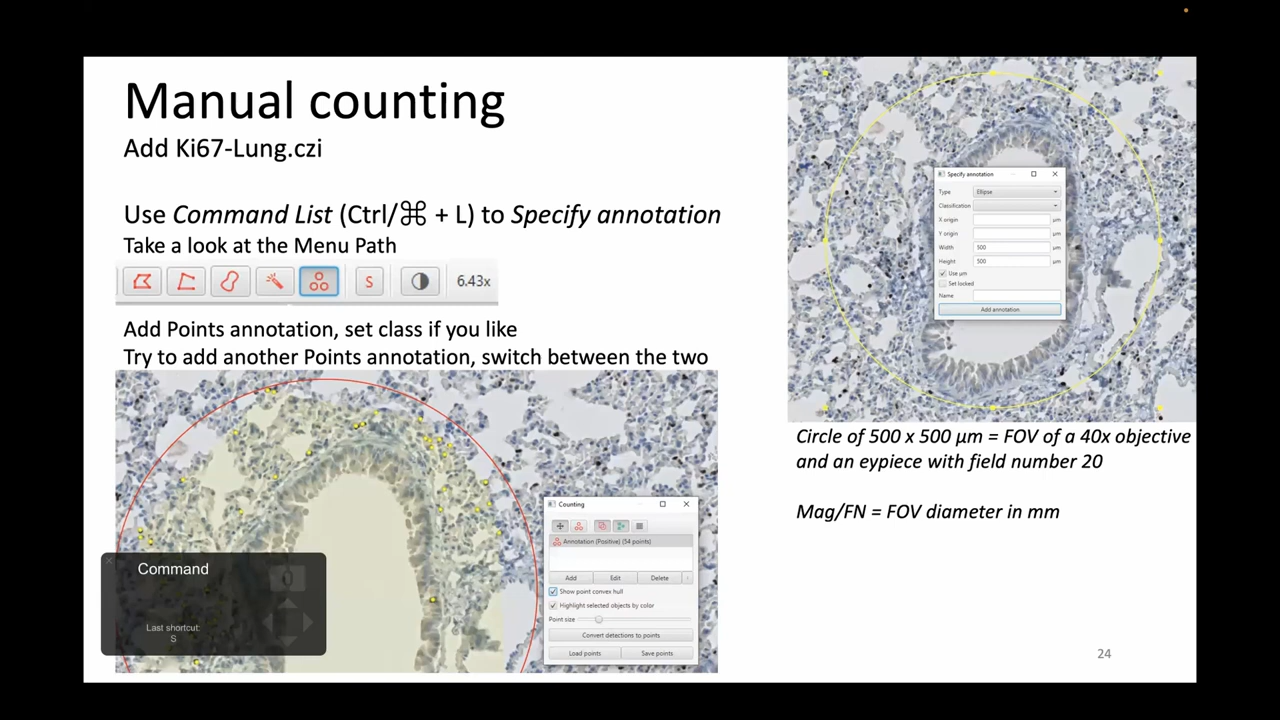 Manual counting
Add Ki67-Lung.czi
Use Command List (Ctrl/⌘ + L) to Specify annotation
Take a look at the Menu Path
S
6.43x
Add Points annotation, set class if you like
Try to add another Points annotation, switch between the two
Counting
Annotation (Positive) (54 points)
Add
Edit
Delete
Show point convex hull
Highlight selected objects by color
Point size
Convert detections to points
Load points
Save points
Command
Last shortcut:
S
Specify annotation
Type
Ellipse
Classification
X origin
µm
Y origin
µm
Width
500
µm
Height
500
µm
Use µm
Set locked
Name
Add annotation
Circle of 500 x 500 µm = FOV of a 40x objective
and an eypiece with field number 20
Mag/FN = FOV diameter in mm
24